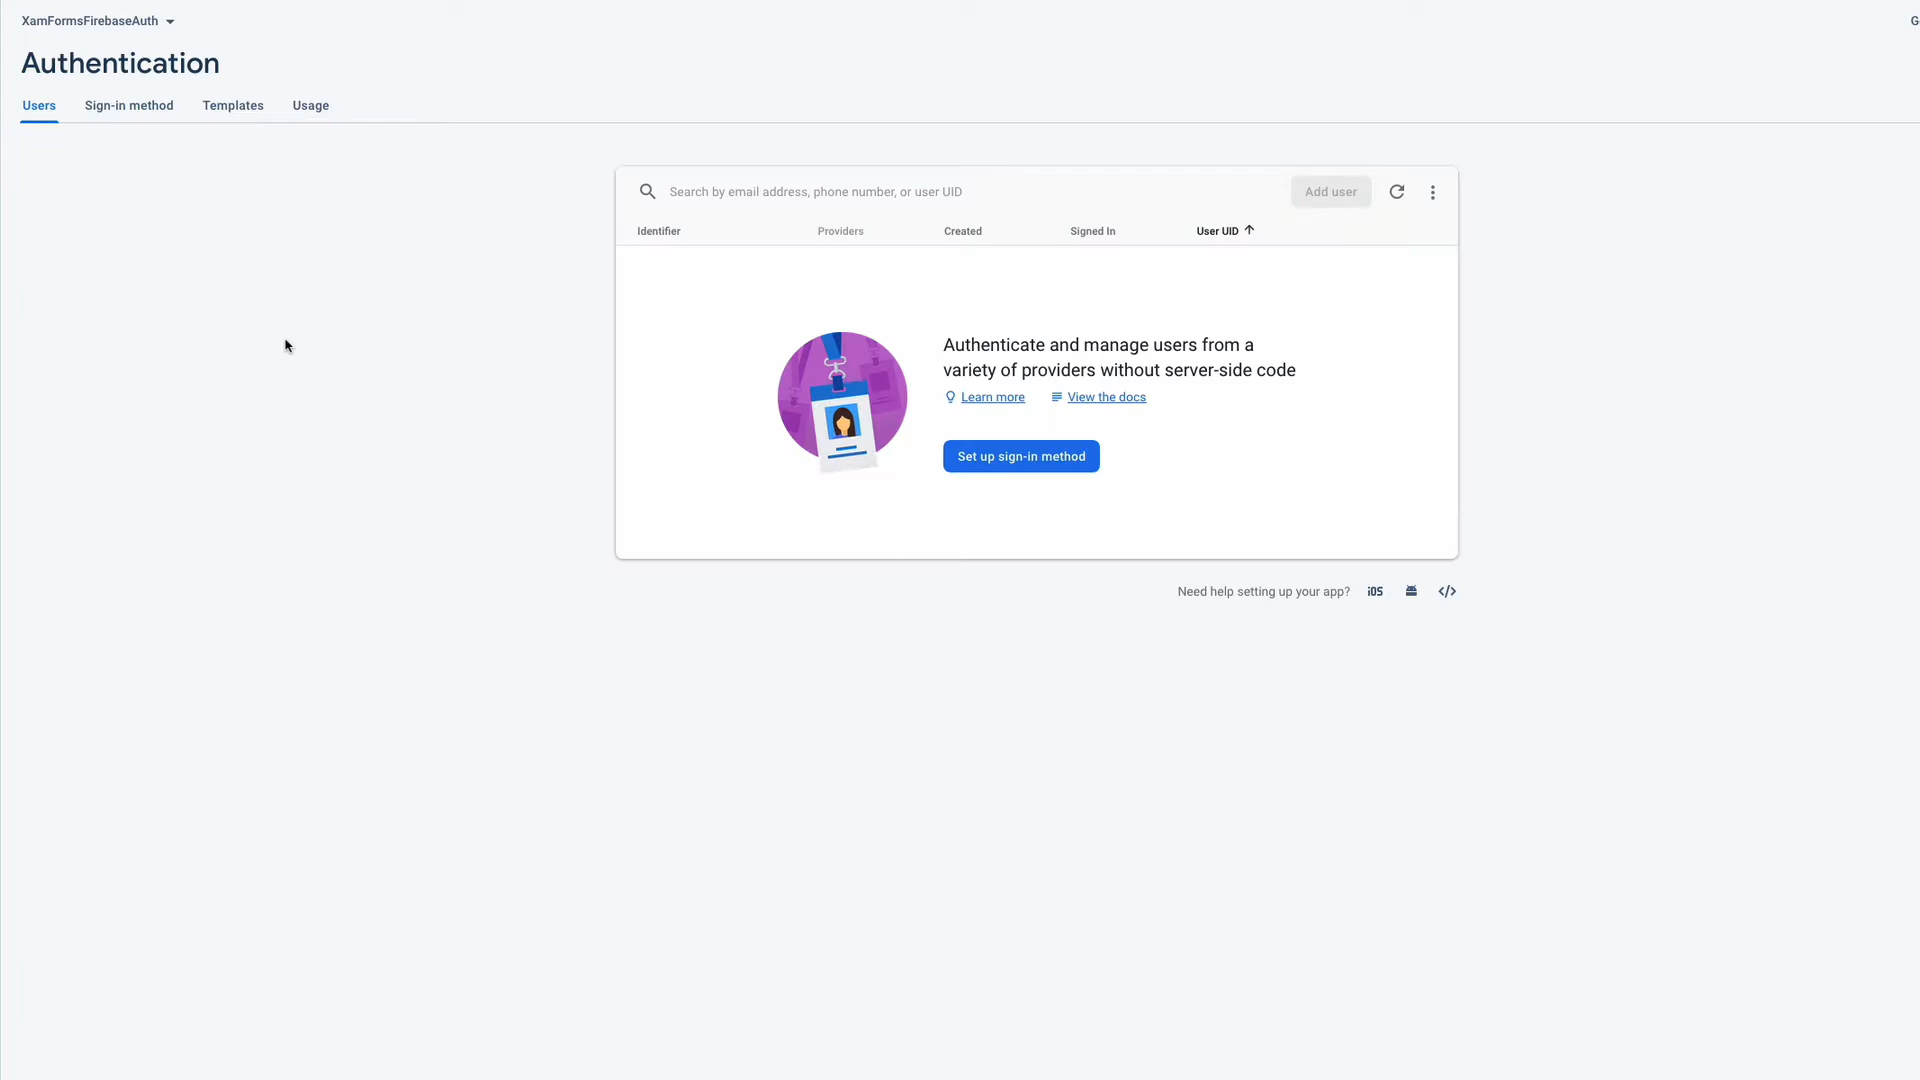 XamFormsFirebaseAuth
Authentication
Users Sign-in method Templates Usage
Search by email address, phone number, or user UID Add user
Identifier Providers Created Signed In User UID
Authenticate and manage users from a
variety of providers without server-side code
Learn more View the docs
Set up sign-in method
Need help setting up your app? iOS